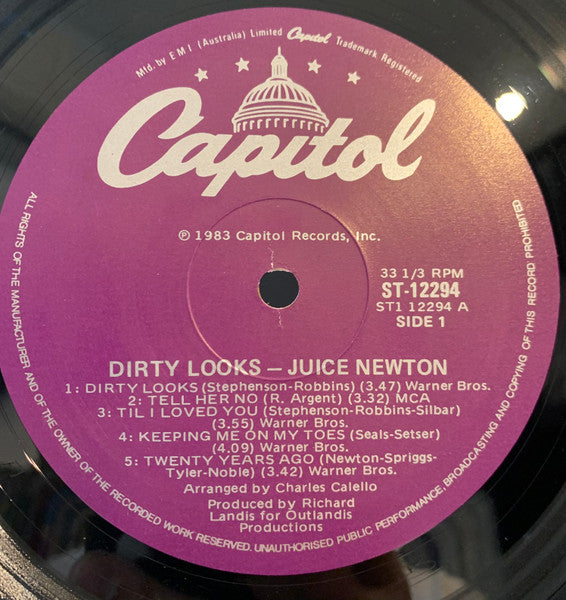 Mfd. by E M I (Australia) Limited Capitol Trademark Registered
Capitol
℗ 1983 Capitol Records, Inc.
33 1/3 RPM
ST-12294
ST1 12294 A
SIDE 1
DIRTY LOOKS — JUICE NEWTON
1: DIRTY LOOKS (Stephenson-Robbins) (3.47) Warner Bros.
2: TELL HER NO (R. Argent) (3.32) MCA
3: TIL I LOVED YOU (Stephenson-Robbins-Silbar)
(3.55) Warner Bros.
4: KEEPING ME ON MY TOES (Seals-Setser)
(4.09) Warner Bros.
5: TWENTY YEARS AGO (Newton-Spriggs-
Tyler-Noble) (3.42) Warner Bros.
Arranged by Charles Calello
Produced by Richard
Landis for Outlandis
Productions
ALL RIGHTS OF THE MANUFACTURER AND OF THE OWNER OF THE RECORDED WORK RESERVED. UNAUTHORISED PUBLIC PERFORMANCE, BROADCASTING AND COPYING OF THIS RECORD PROHIBITED